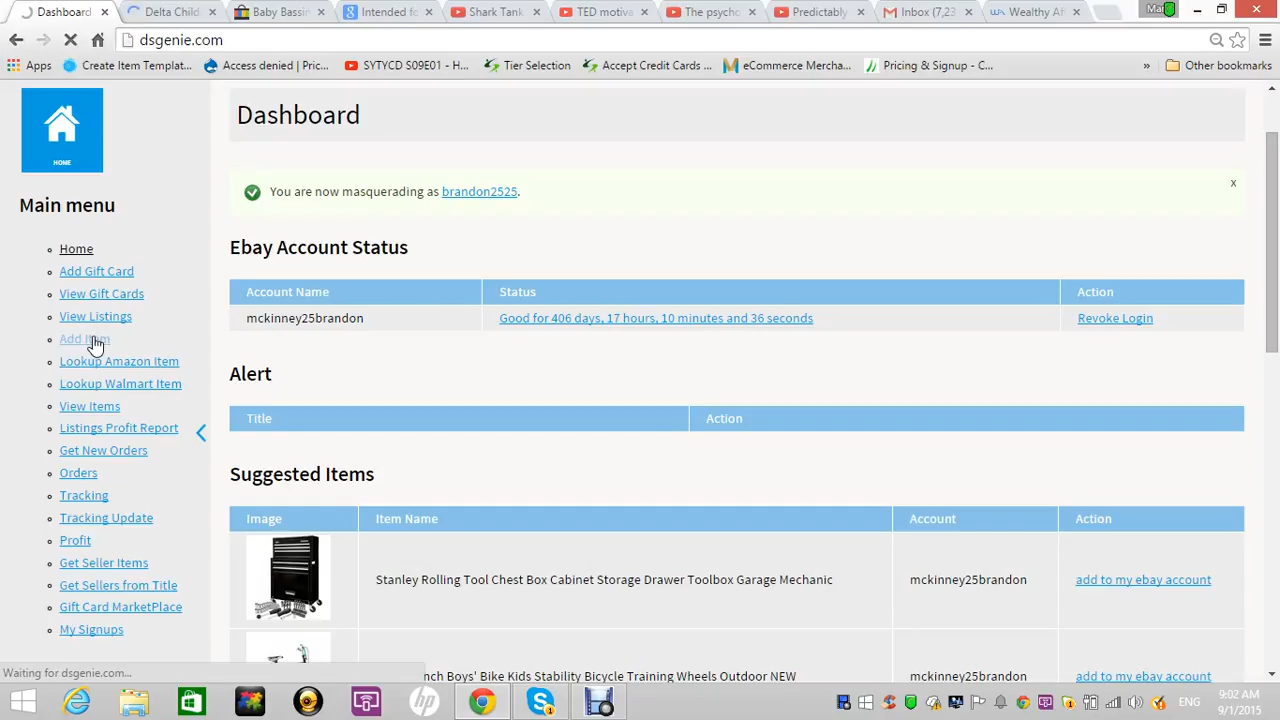 Dashboard × Delta Childr × Baby Bassin × Intended for × Shark Tank × TED motiva × The psycho × Predictably × Inbox (7,23 × Wealthy Aff × Mat
dsgenie.com
Apps Create Item Templat... Access denied | Pric... SYTYCD S09E01 - H... Tier Selection Accept Credit Cards ... eCommerce Mercha... Pricing & Signup - C... » Other bookmarks
HOME
Main menu
Home
Add Gift Card
View Gift Cards
View Listings
Add Item
Lookup Amazon Item
Lookup Walmart Item
View Items
Listings Profit Report
Get New Orders
Orders
Tracking
Tracking Update
Profit
Get Seller Items
Get Sellers from Title
Gift Card MarketPlace
My Signups
Dashboard
You are now masquerading as brandon2525. x
Ebay Account Status
Account Name Status Action
mckinney25brandon Good for 406 days, 17 hours, 10 minutes and 36 seconds Revoke Login
Alert
Title Action
Suggested Items
Image Item Name Account Action
Stanley Rolling Tool Chest Box Cabinet Storage Drawer Toolbox Garage Mechanic mckinney25brandon add to my ebay account
nch Boys' Bike Kids Stability Bicycle Training Wheels Outdoor NEW mckinney25brandon add to my ebay account
Waiting for dsgenie.com...
hp ENG 9:02 AM
9/1/2015